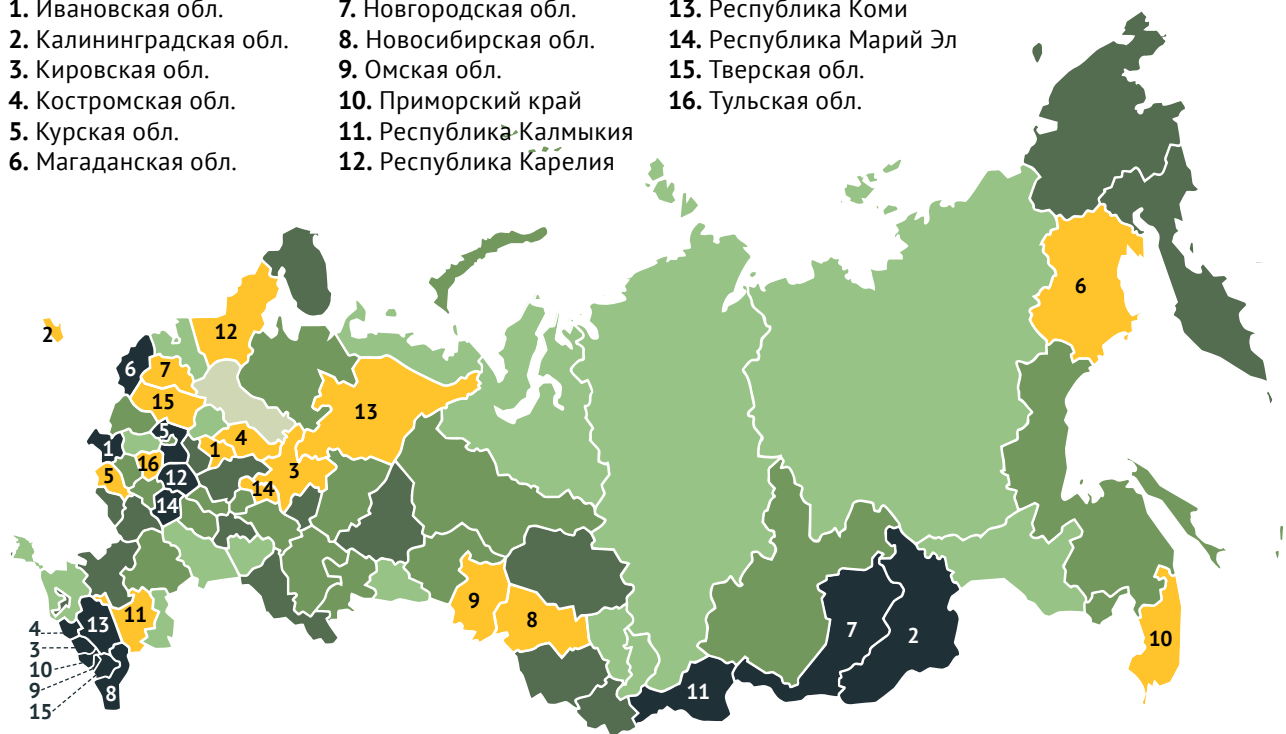 1. Ивановская обл.
2. Калининградская обл.
3. Кировская обл.
4. Костромская обл.
5. Курская обл.
6. Магаданская обл.
7. Новгородская обл.
8. Новосибирская обл.
9. Омская обл.
10. Приморский край
11. Республика Калмыкия
12. Республика Карелия
13. Республика Коми
14. Республика Марий Эл
15. Тверская обл.
16. Тульская обл.
6
2
12
6
7
15
13
5
1
1
4
16
3
5
12
14
14
9
11
13
8
4
7
2
10
3
10
11
9
8
15